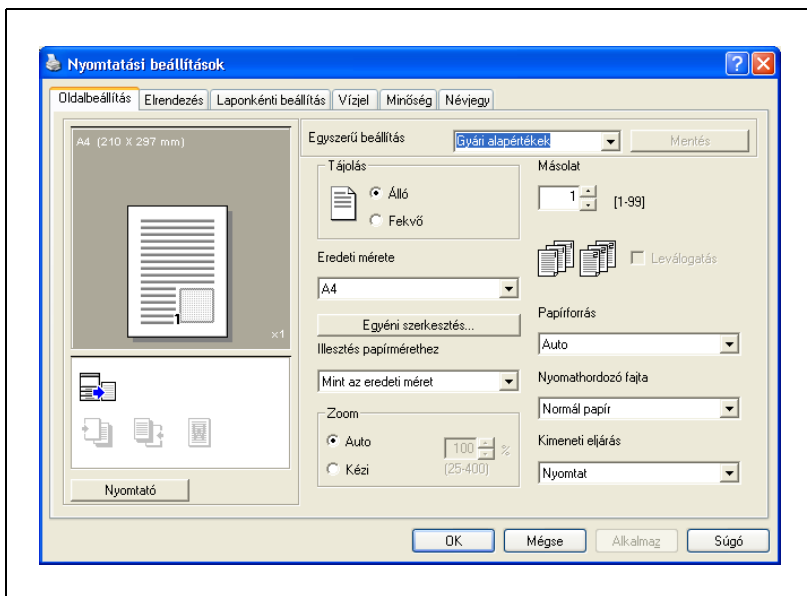 Nyomtatási beállítások
Oldalbeállítás Elrendezés Laponkénti beállítás Vízjel Minőség Névjegy
A4 (210 X 297 mm)
1
x1
Nyomtató
Egyszerű beállítás Gyári alapértékek Mentés
Tájolás
Álló
Fekvő
Eredeti mérete
A4
Egyéni szerkesztés...
Illesztés papírmérethez
Mint az eredeti méret
Zoom
Auto 100 %
Kézi (25-400)
Másolat
1 [1-99]
Leválogatás
Papírforrás
Auto
Nyomathordozó fajta
Normál papír
Kimeneti eljárás
Nyomtat
OK Mégse Alkalmaz Súgó